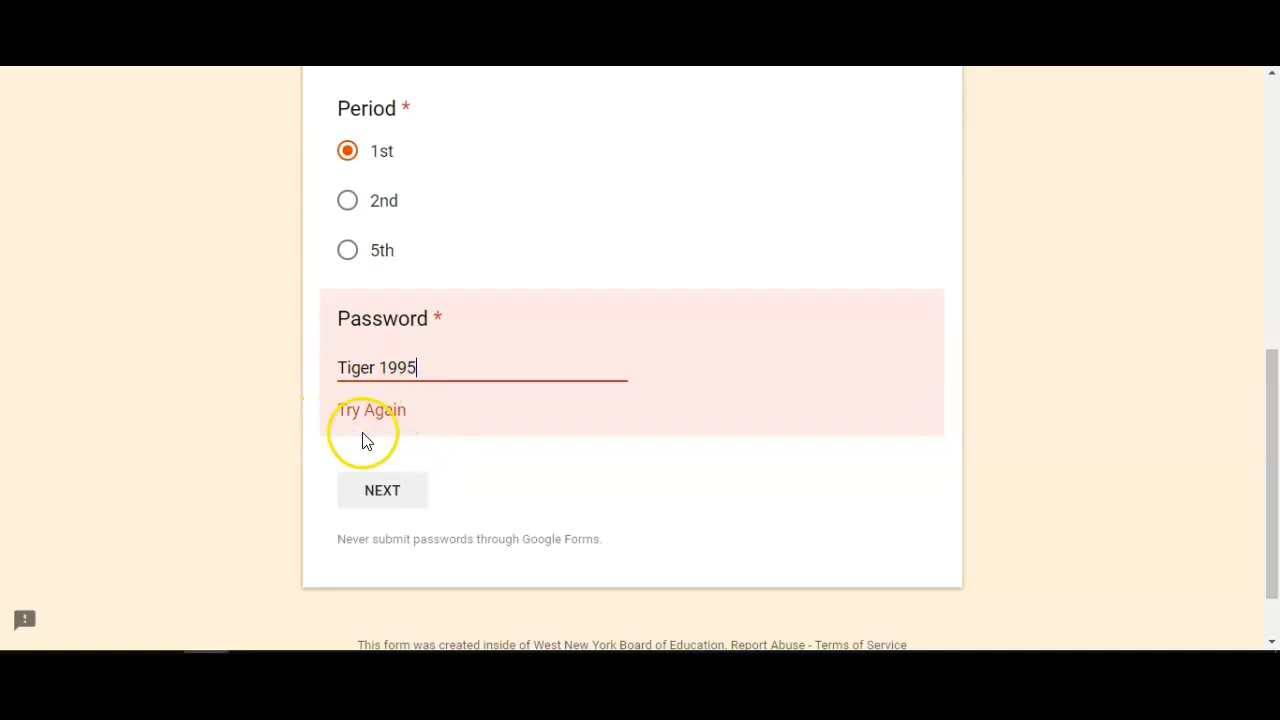 Period *
1st
2nd
5th
Password *
Tiger 1995
Try Again
NEXT
Never submit passwords through Google Forms.
This form was created inside of West New York Board of Education. Report Abuse - Terms of Service